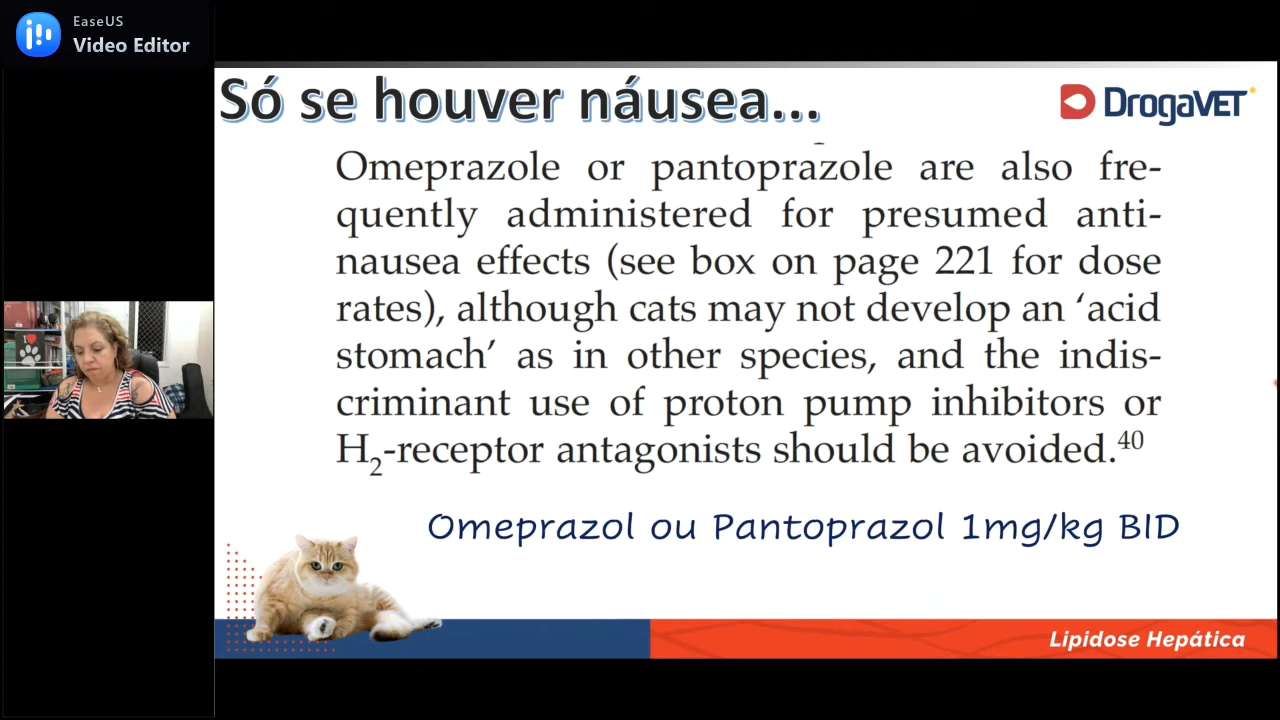 EaseUS
Video Editor
Só se houver náusea...
DrogaVET
Omeprazole or pantoprazole are also fre-
quently administered for presumed anti-
nausea effects (see box on page 221 for dose
rates), although cats may not develop an ‘acid
stomach’ as in other species, and the indis-
criminant use of proton pump inhibitors or
H2-receptor antagonists should be avoided.40
Omeprazol ou Pantoprazol 1mg/kg BID
Lipidose Hepática
I